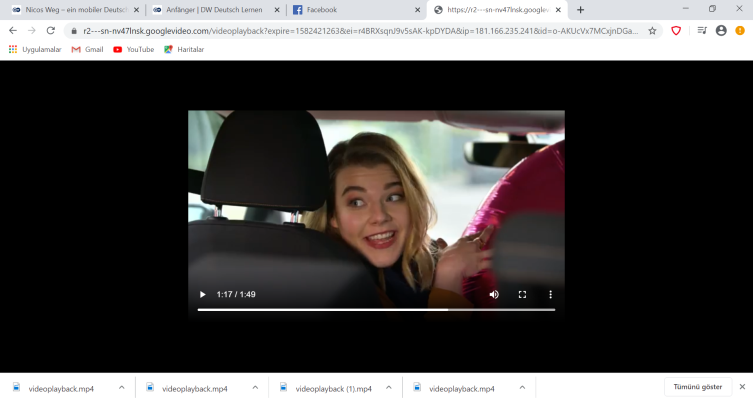 Nicos Weg – ein mobiler Deutsch
Anfänger | DW Deutsch Lernen
Facebook
https://r2---sn-nv47lnsk.googlev
r2---sn-nv47lnsk.googlevideo.com/videoplayback?expire=1582421263&ei=r4BRXsqnJ9v5sAK-kpDYDA&ip=181.166.235.241&id=o-AKUcVx7MCxjnDGa...
Uygulamalar
Gmail
YouTube
Haritalar
1:17 / 1:49
videoplayback.mp4
videoplayback.mp4
videoplayback (1).mp4
videoplayback.mp4
Tümünü göster